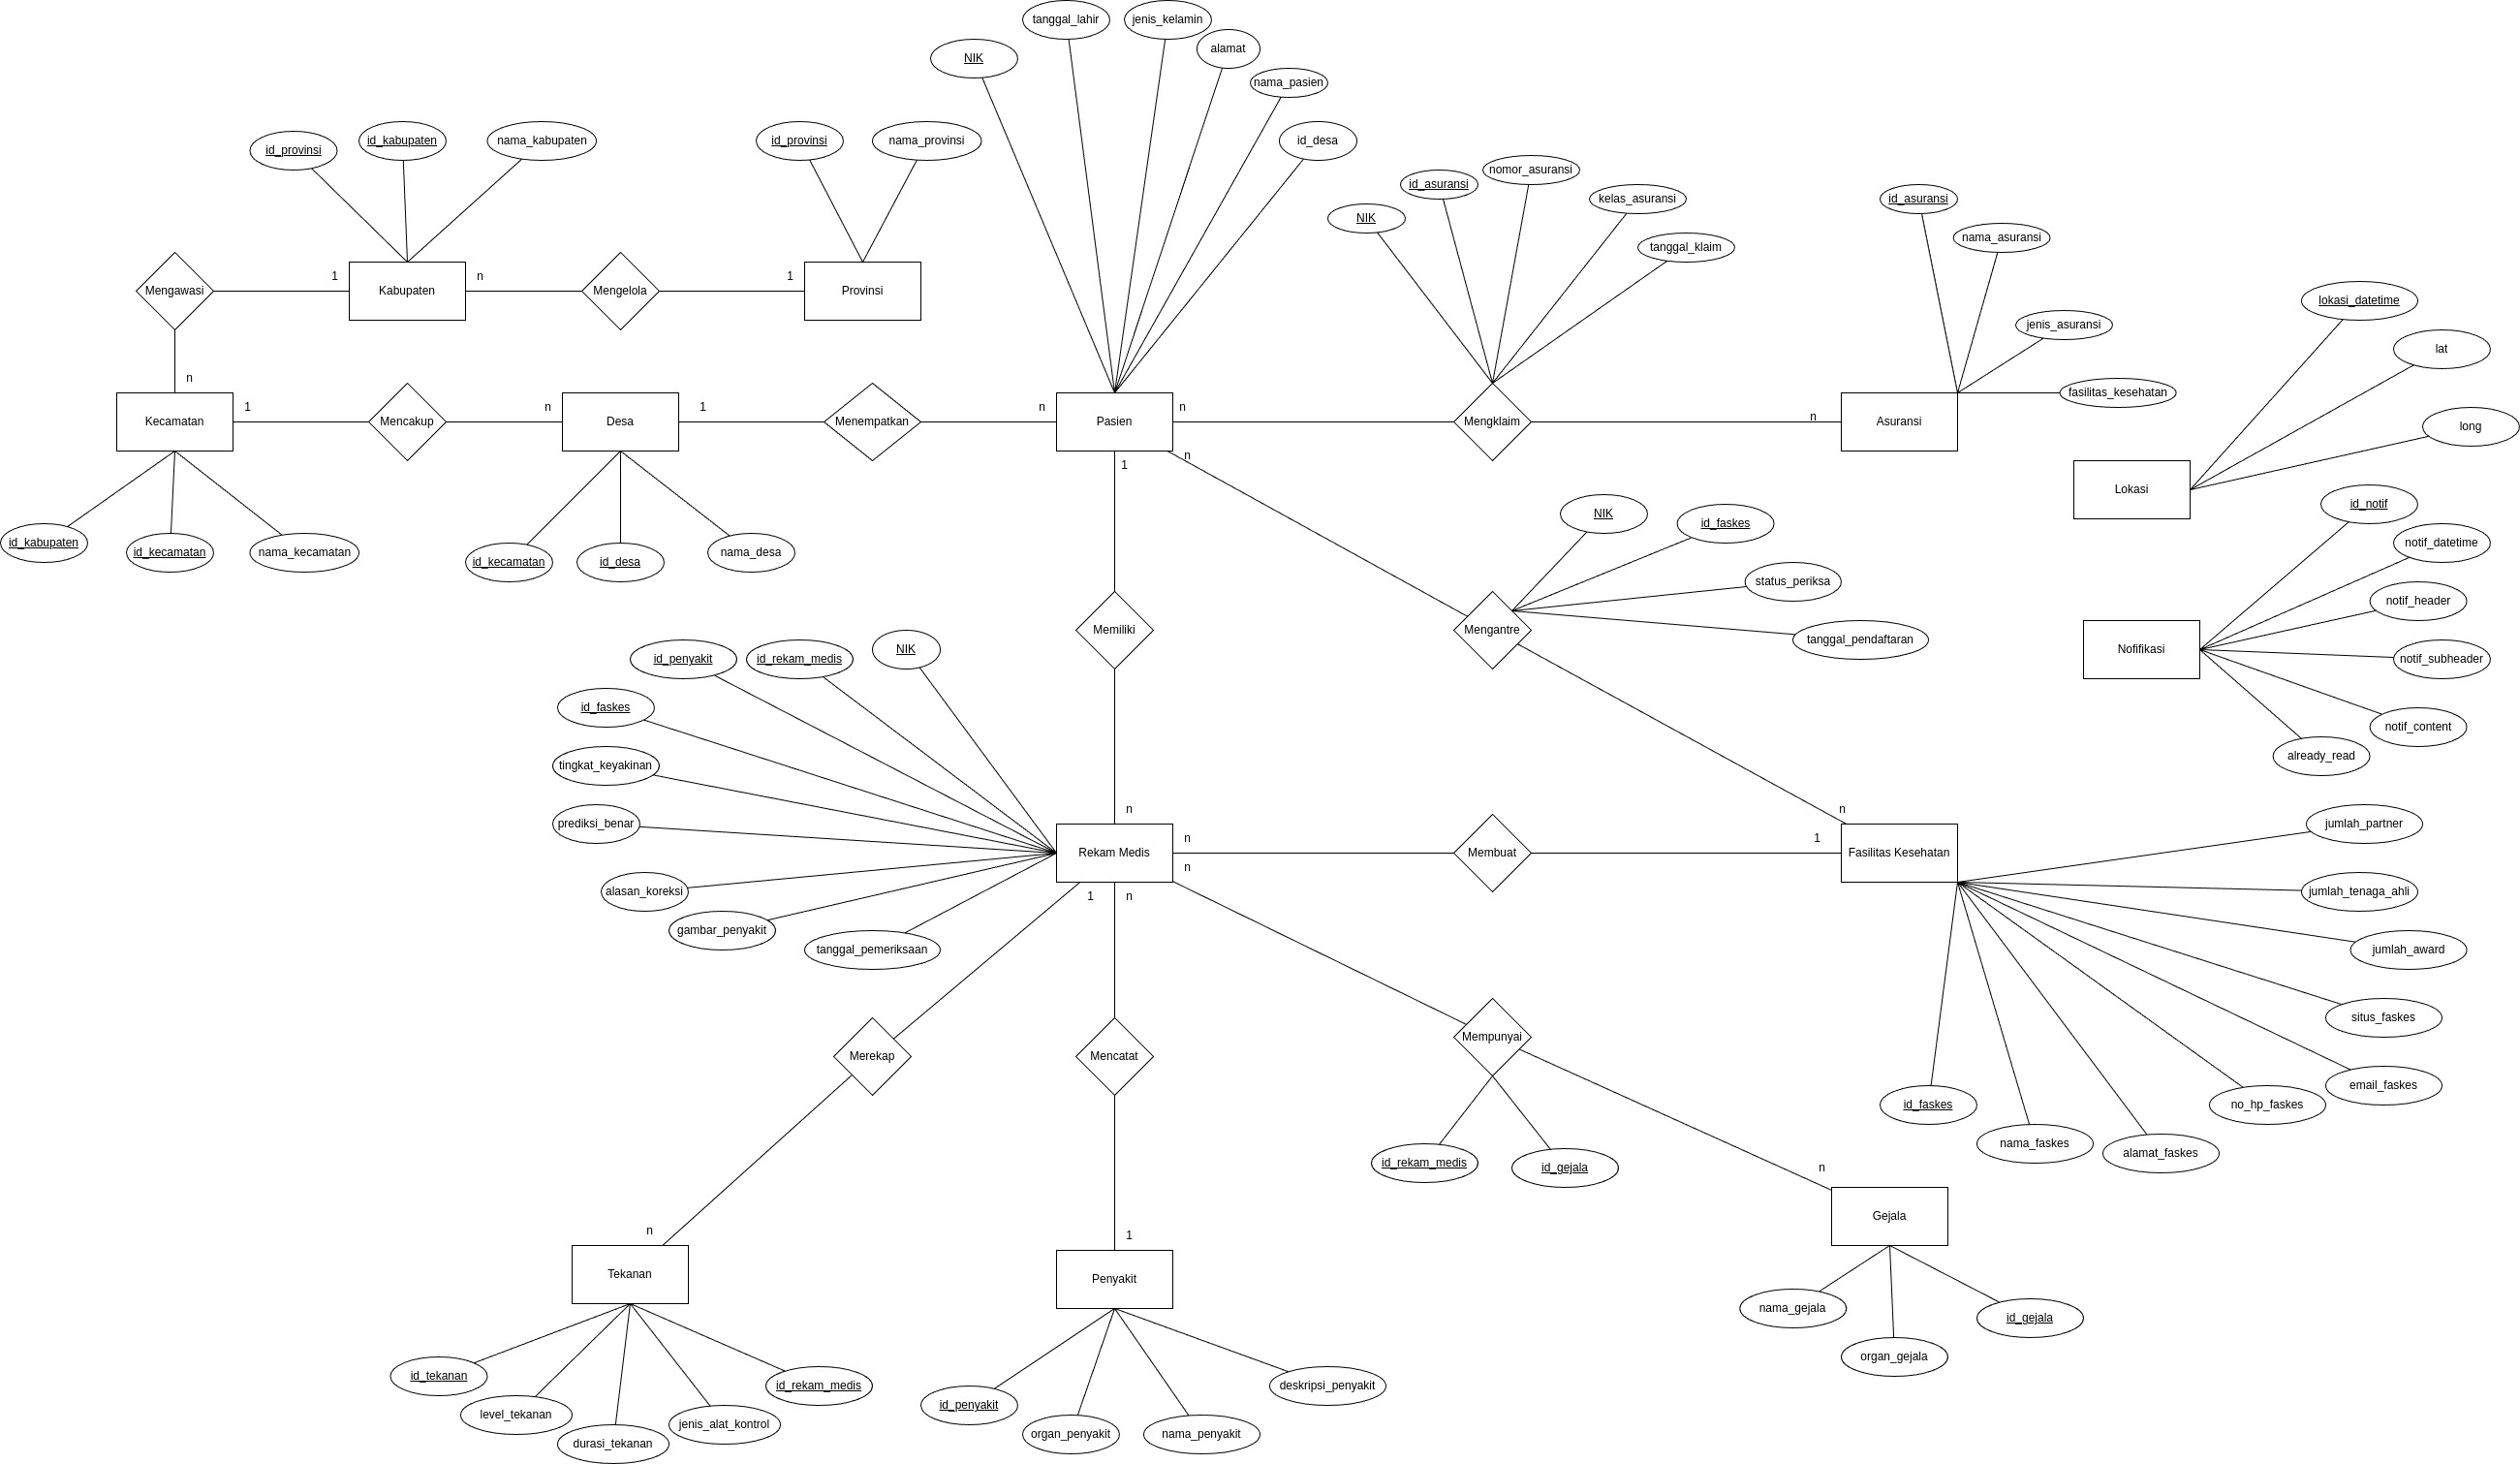 tanggal_lahir
jenis_kelamin
alamat
NIK
nama_pasien
id_provinsi
id_kabupaten
nama_kabupaten
id_provinsi
nama_provinsi
id_desa
NIK
id_asuransi
nomor_asuransi
kelas_asuransi
tanggal_klaim
id_asuransi
nama_asuransi
jenis_asuransi
fasilitas_kesehatan
lokasi_datetime
lat
long
Mengawasi
1
Kabupaten
n
Mengelola
1
Provinsi
n
Kecamatan
1
Mencakup
n
Desa
1
Menempatkan
n
Pasien
n
Mengklaim
n
Asuransi
n
1
Lokasi
id_kabupaten
id_kecamatan
nama_kecamatan
id_kecamatan
id_desa
nama_desa
NIK
id_faskes
status_periksa
tanggal_pendaftaran
id_notif
notif_datetime
notif_header
notif_subheader
notif_content
already_read
Memiliki
Mengantre
Nofifikasi
id_penyakit
id_rekam_medis
NIK
id_faskes
tingkat_keyakinan
prediksi_benar
alasan_koreksi
gambar_penyakit
tanggal_pemeriksaan
n
n
n
1
Rekam Medis
Membuat
Fasilitas Kesehatan
n
1
n
jumlah_partner
jumlah_tenaga_ahli
jumlah_award
situs_faskes
email_faskes
no_hp_faskes
id_faskes
nama_faskes
alamat_faskes
Merekap
Mencatat
Mempunyai
id_rekam_medis
id_gejala
n
Gejala
n
1
Tekanan
Penyakit
nama_gejala
organ_gejala
id_gejala
id_tekanan
level_tekanan
durasi_tekanan
jenis_alat_kontrol
id_rekam_medis
id_penyakit
organ_penyakit
nama_penyakit
deskripsi_penyakit